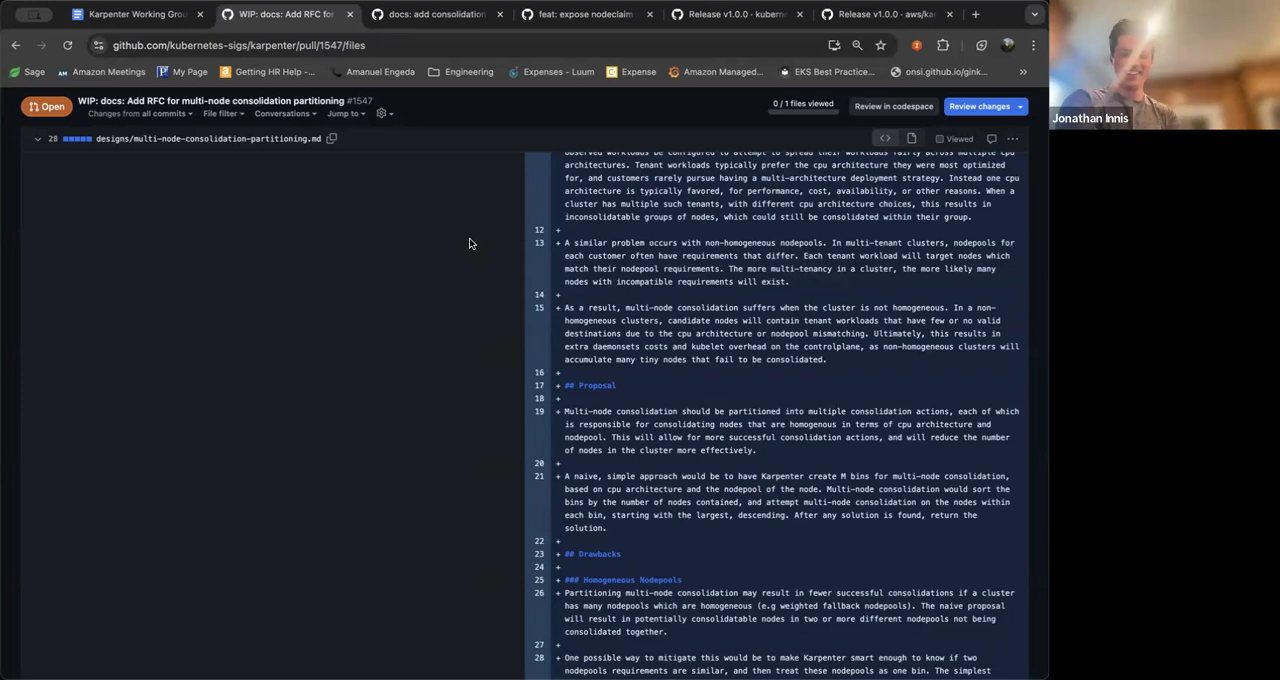 Karpenter Working Grou
WIP: docs: Add RFC for
docs: add consolidation
feat: expose nodeclaim
Release v1.0.0 · kuberne
Release v1.0.0 · aws/ka
github.com/kubernetes-sigs/karpenter/pull/1547/files
Sage
Amazon Meetings
My Page
Getting HR Help -...
Amanuel Engeda
Engineering
Expenses - Luum
Expense
Amazon Managed...
EKS Best Practice...
onsi.github.io/gink...
Open
WIP: docs: Add RFC for multi-node consolidation partitioning #1547
Changes from all commits
File filter
Conversations
Jump to
0 / 1 files viewed
Review in codespace
Review changes
28
designs/multi-node-consolidation-partitioning.md
Viewed
observed workloads be configured to attempt to spread their workloads fairly across multiple cpu
architectures. Tenant workloads typically prefer the cpu architecture they were most optimized
for, and customers rarely pursue having a multi-architecture deployment strategy. Instead one cpu
architecture is typically favored, for performance, cost, availability, or other reasons. When a
cluster has multiple such tenants, with different cpu architecture choices, this results in
inconsolidatable groups of nodes, which could still be consolidated within their group.
12 +
13 + A similar problem occurs with non-homogeneous nodepools. In multi-tenant clusters, nodepools for
each customer often have requirements that differ. Each tenant workload will target nodes which
match their nodepool requirements. The more multi-tenancy in a cluster, the more likely many
nodes with incompatible requirements will exist.
14 +
15 + As a result, multi-node consolidation suffers when the cluster is not homogeneous. In a non-
homogeneous clusters, candidate nodes will contain tenant workloads that have few or no valid
destinations due to the cpu architecture or nodepool mismatching. Ultimately, this results in
extra daemonsets costs and kubelet overhead on the controlplane, as non-homogeneous clusters will
accumulate many tiny nodes that fail to be consolidated.
16 +
17 + ## Proposal
18 +
19 + Multi-node consolidation should be partitioned into multiple consolidation actions, each of which
is responsible for consolidating nodes that are homogenous in terms of cpu architecture and
nodepool. This will allow for more successful consolidation actions, and will reduce the number
of nodes in the cluster more effectively.
20 +
21 + A naive, simple approach would be to have Karpenter create M bins for multi-node consolidation,
based on cpu architecture and the nodepool of the node. Multi-node consolidation would sort the
bins by the number of nodes contained, and attempt multi-node consolidation on the nodes within
each bin, starting with the largest, descending. After any solution is found, return the
solution.
22 +
23 + ## Drawbacks
24 +
25 + ### Homogeneous Nodepools
26 + Partitioning multi-node consolidation may result in fewer successful consolidations if a cluster
has many nodepools which are homogeneous (e.g weighted fallback nodepools). The naive proposal
will result in potentially consolidatable nodes in two or more different nodepools not being
consolidated together.
27 +
28 + One possible way to mitigate this would be to make Karpenter smart enough to know if two
nodepools requirements are similar, and then treat these nodepools as one bin. The simplest
Jonathan Innis